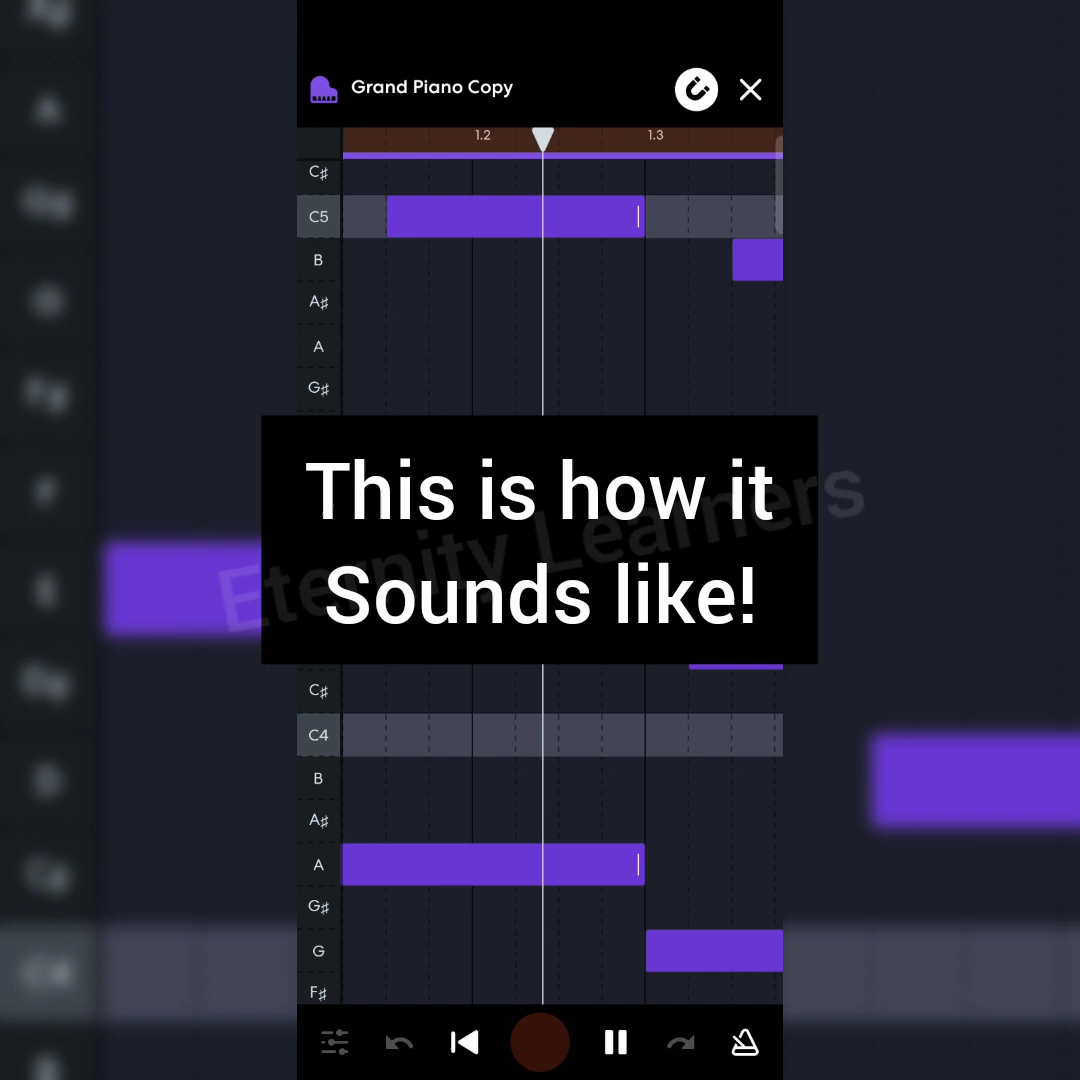 Grand Piano Copy
1.2 1.3
C♯
C5
B
A♯
A
G♯
This is how it
Sounds like!
Eternity Learners
C♯
C4
B
A♯
A
G♯
G
F♯